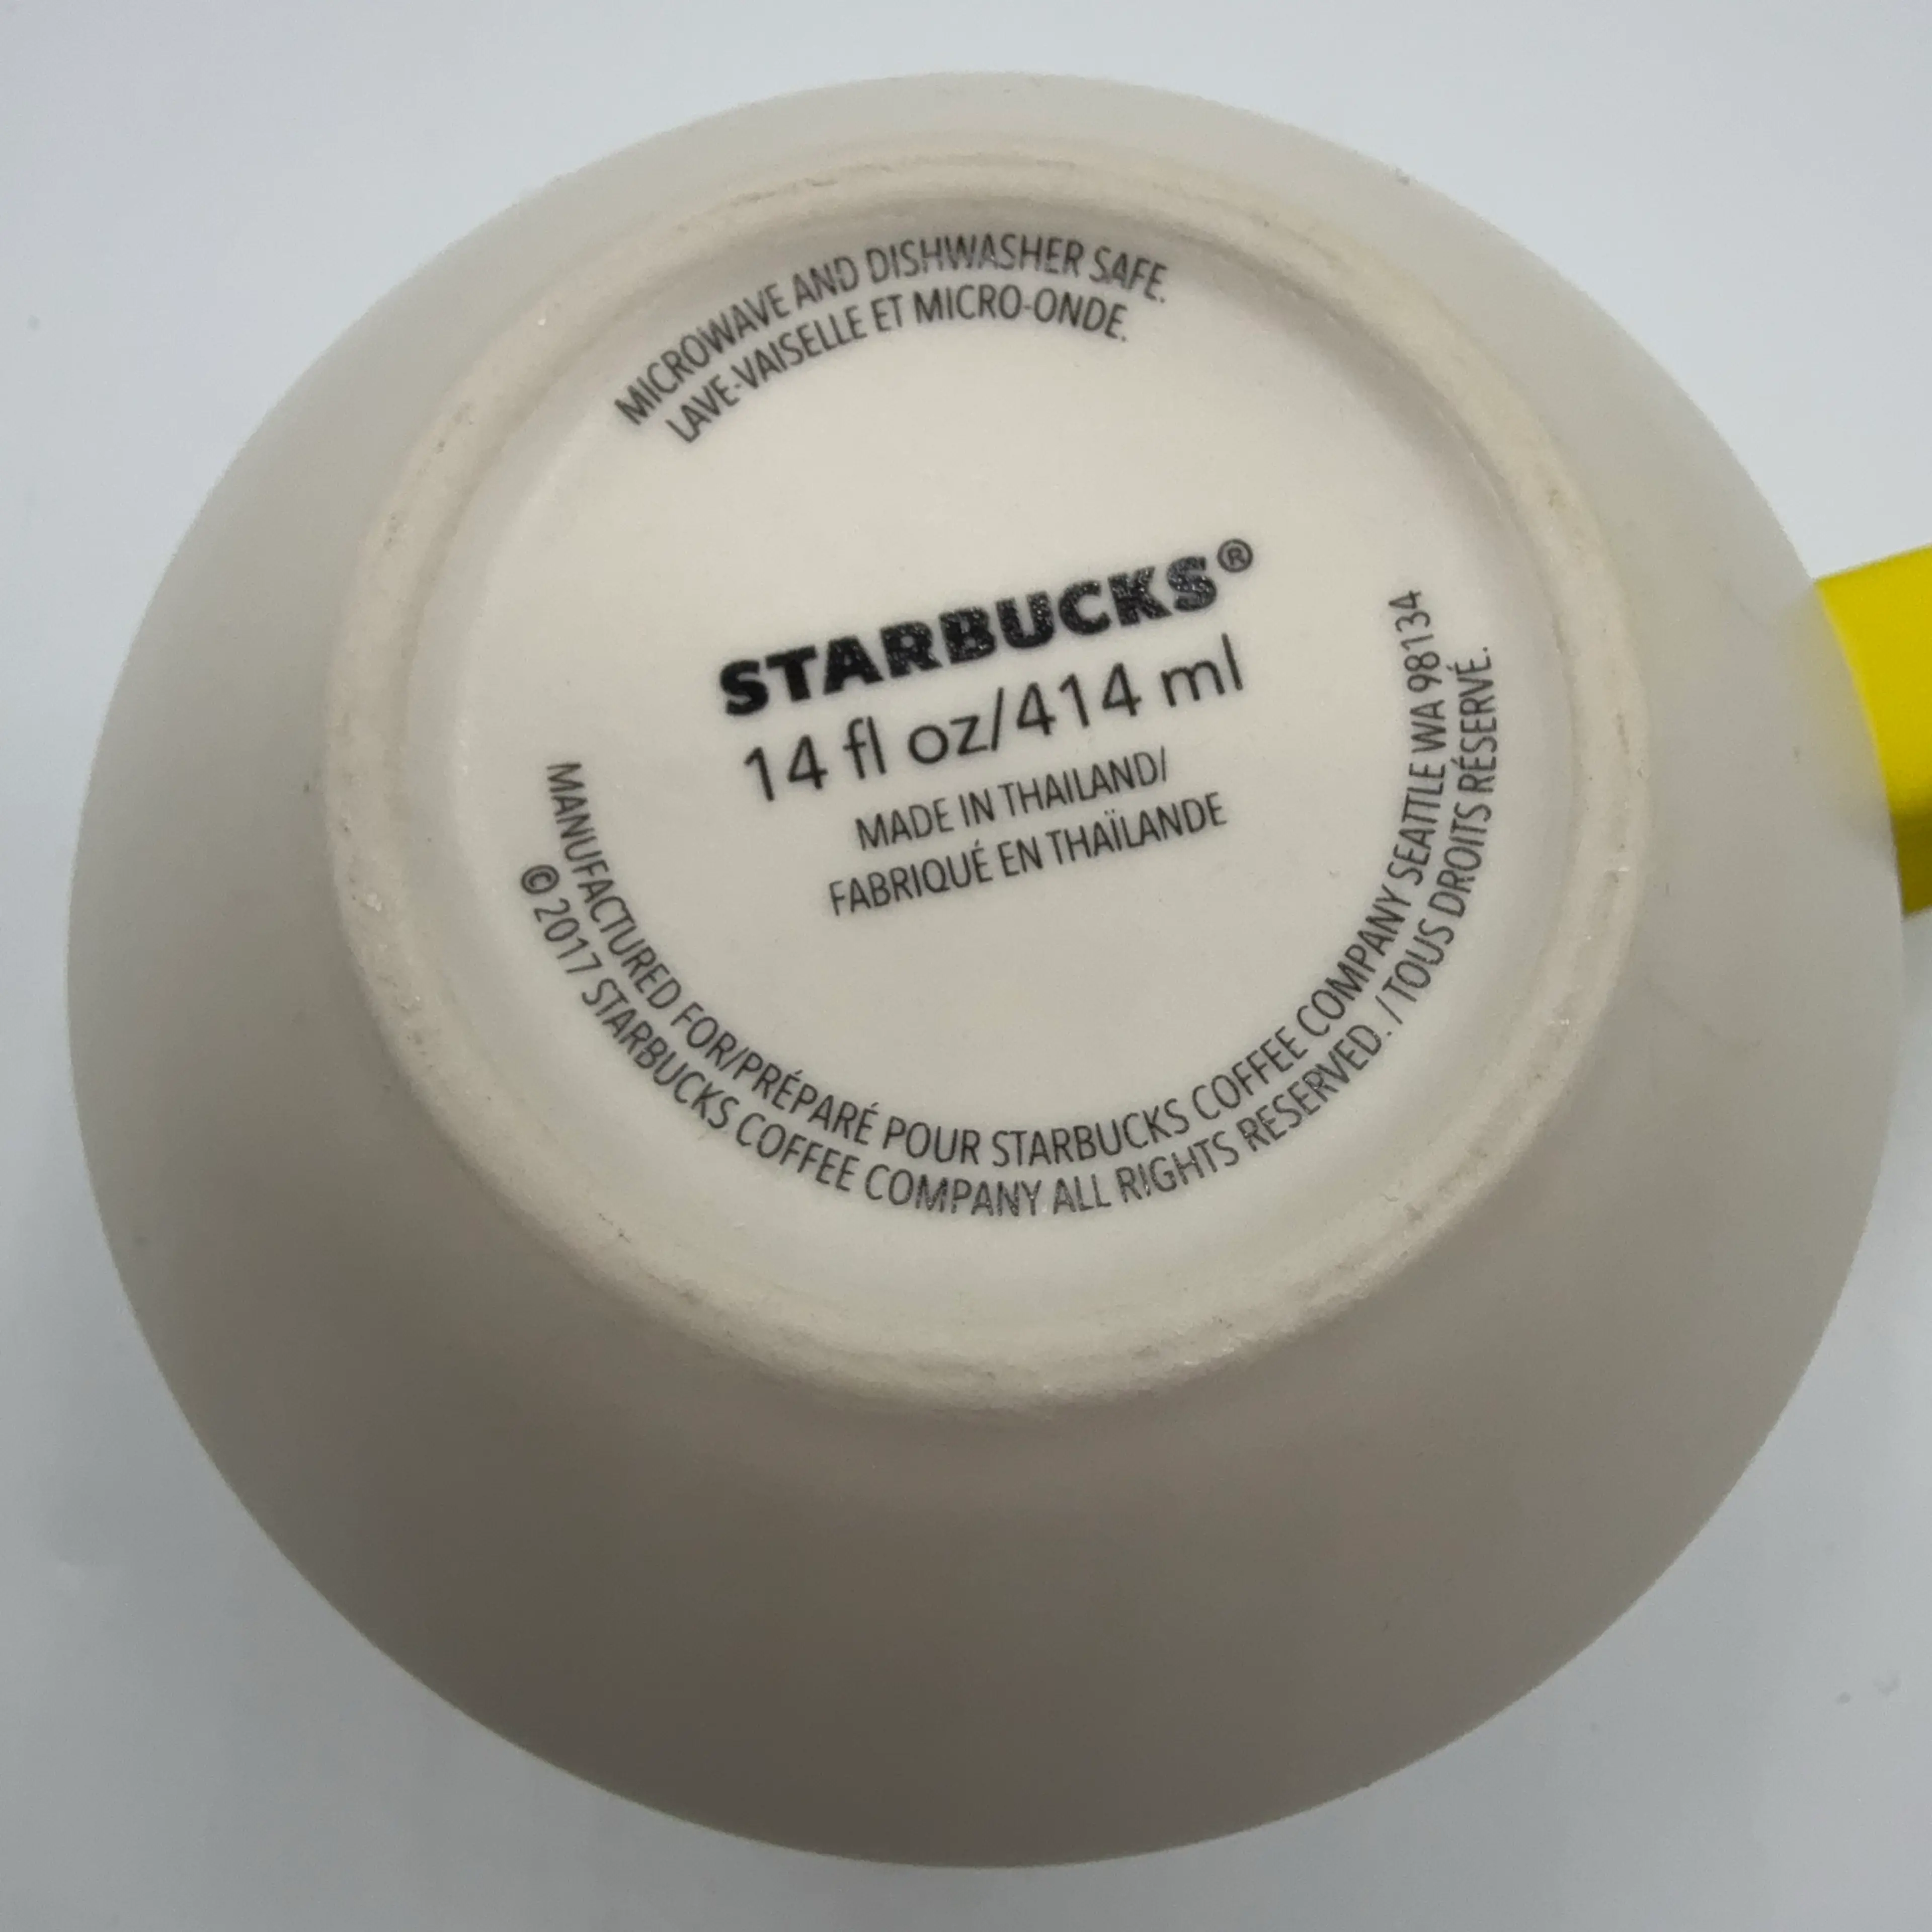 MICROWAVE AND DISHWASHER SAFE.
LAVE-VAISELLE ET MICRO-ONDE.
STARBUCKS®
14 fl oz/414 ml
MADE IN THAILAND/
FABRIQUÉ EN THAÏLANDE
MANUFACTURED FOR/PRÉPARÉ POUR STARBUCKS COFFEE COMPANY SEATTLE WA 98134
©2017 STARBUCKS COFFEE COMPANY ALL RIGHTS RESERVED. / TOUS DROITS RÉSERVÉ.